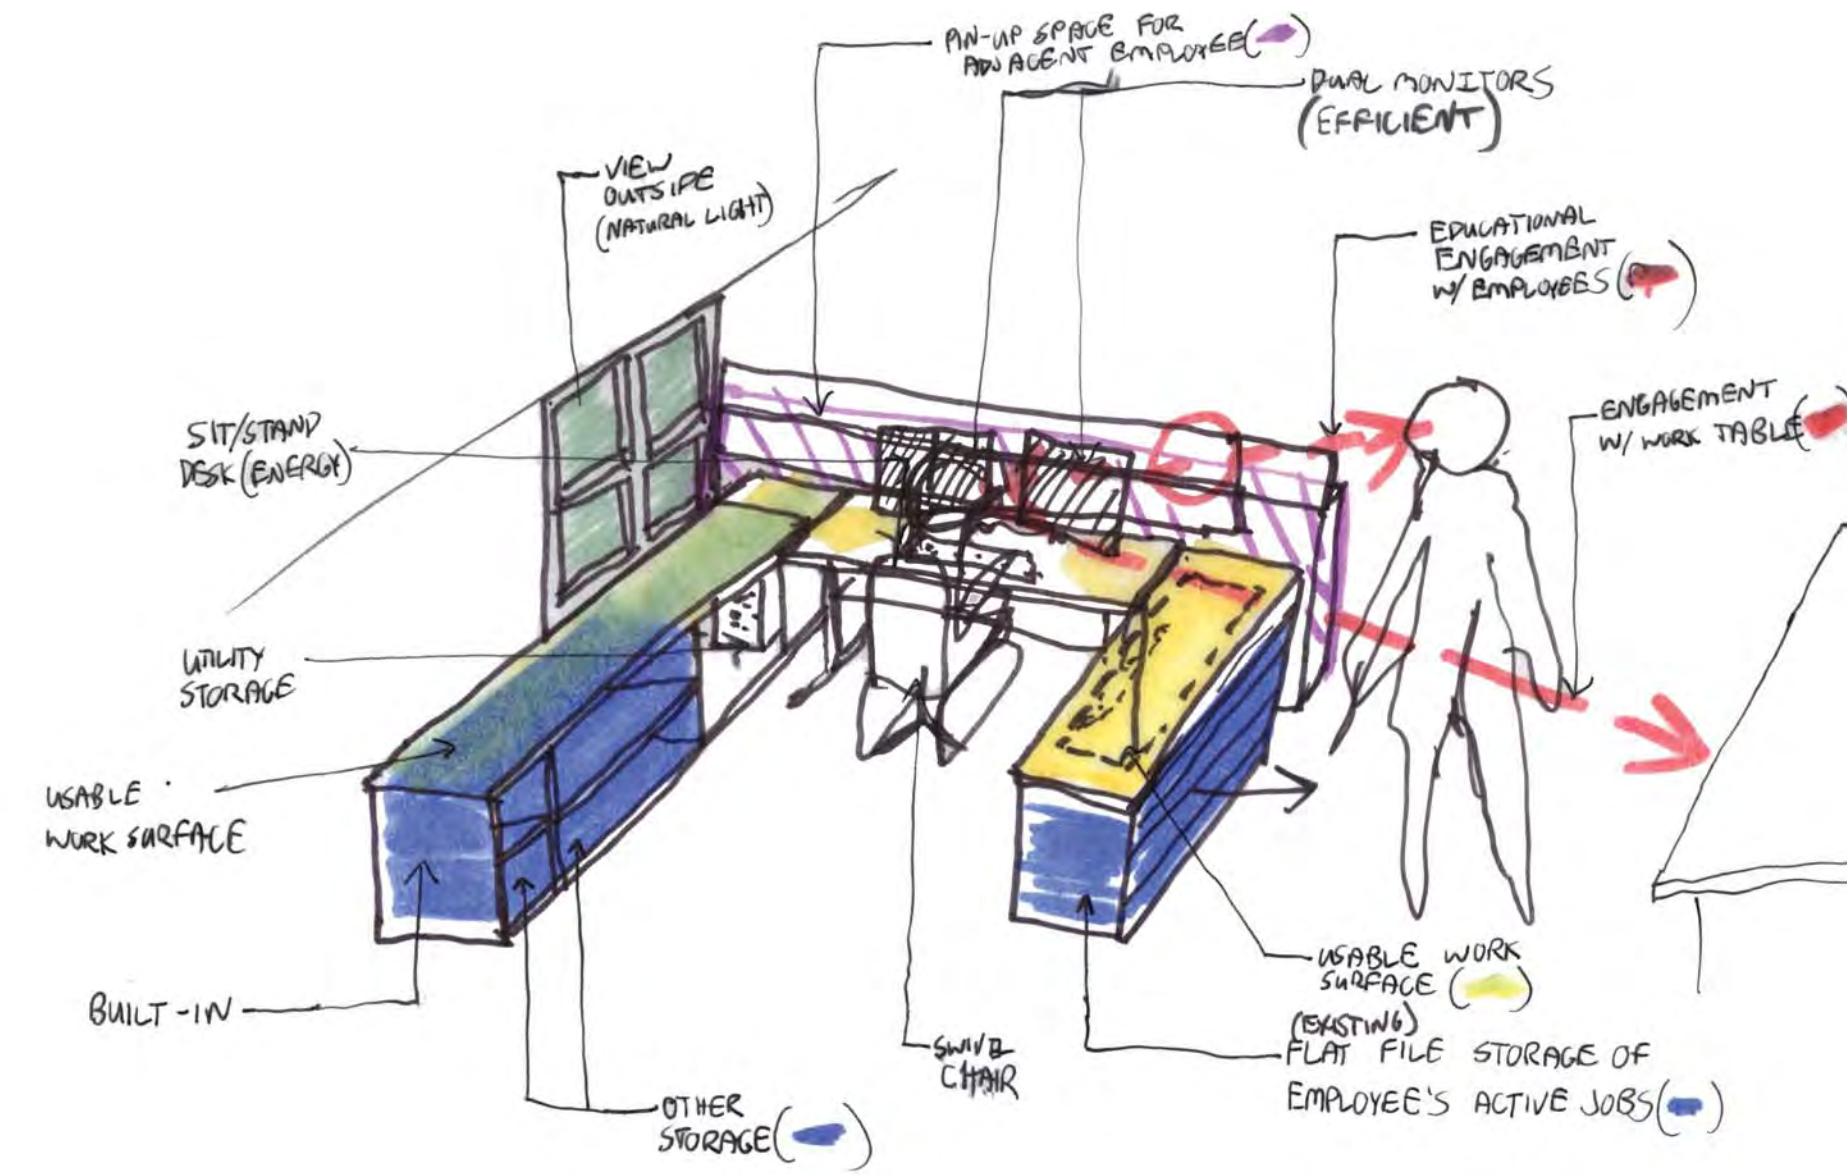 PIN-UP SPACE FOR
ADJACENT EMPLOYEE( )
DUAL MONITORS
(EFFICIENT)
VIEW
OUTSIDE
(NATURAL LIGHT)
EDUCATIONAL
ENGAGEMENT
W/ EMPLOYEES ( )
ENGAGEMENT
W/ WORK TABLE( )
SIT/STAND
DESK (ENERGY)
UTILITY
STORAGE
USABLE
WORK SURFACE
BUILT-IN
OTHER
STORAGE( )
SWIVEL
CHAIR
USABLE WORK
SURFACE ( )
(EXISTING)
FLAT FILE STORAGE OF
EMPLOYEE'S ACTIVE JOBS( )